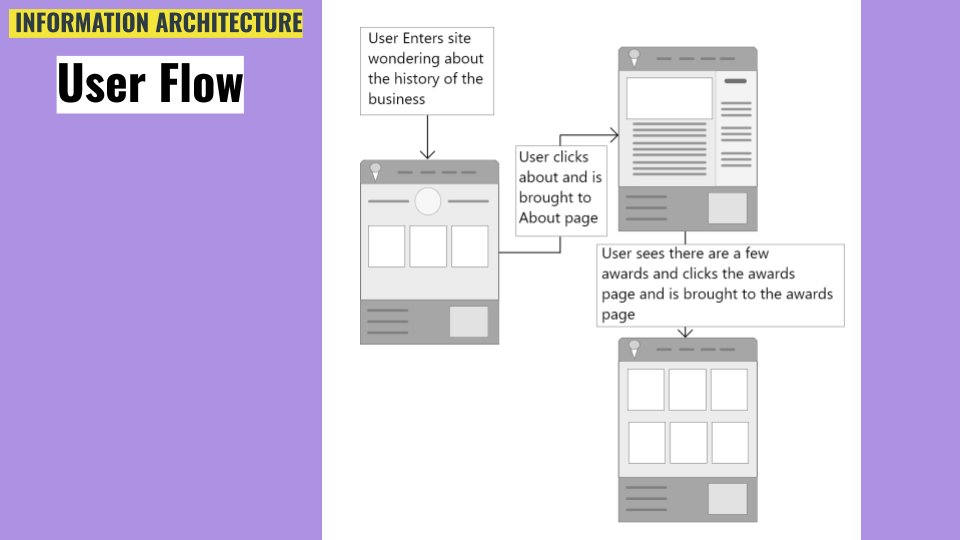 INFORMATION ARCHITECTURE
User Flow
User Enters site
wondering about
the history of the
business
User clicks
about and is
brought to
About page
User sees there are a few
awards and clicks the awards
page and is brought to the awards
page